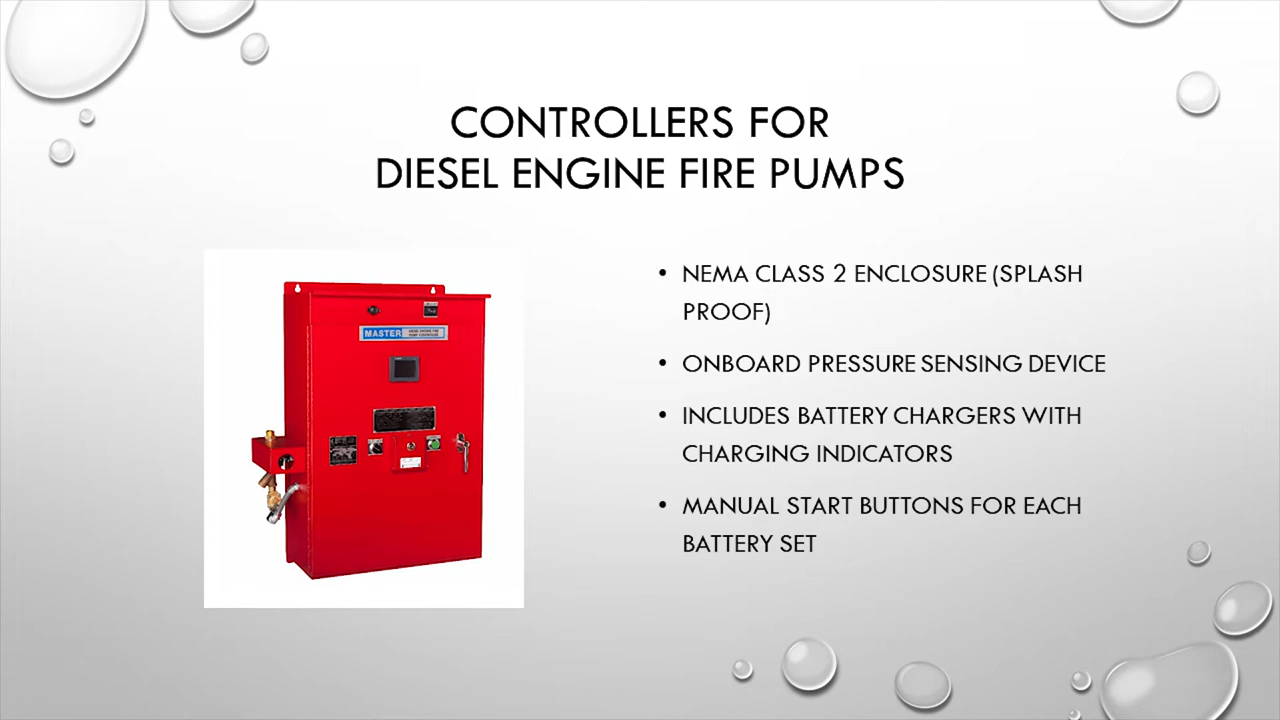 CONTROLLERS FOR
DIESEL ENGINE FIRE PUMPS
MASTER
• NEMA CLASS 2 ENCLOSURE (SPLASH
PROOF)
• ONBOARD PRESSURE SENSING DEVICE
• INCLUDES BATTERY CHARGERS WITH
CHARGING INDICATORS
• MANUAL START BUTTONS FOR EACH
BATTERY SET